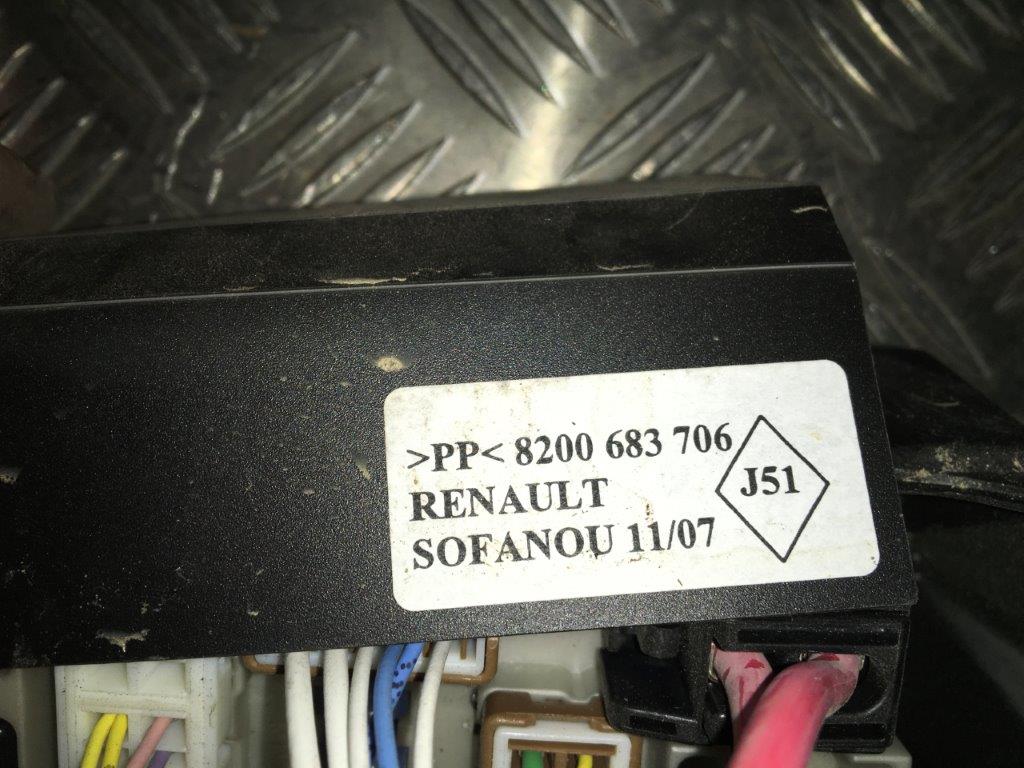 >PP< 8200 683 706
J51
RENAULT
SOFANOU 11/07